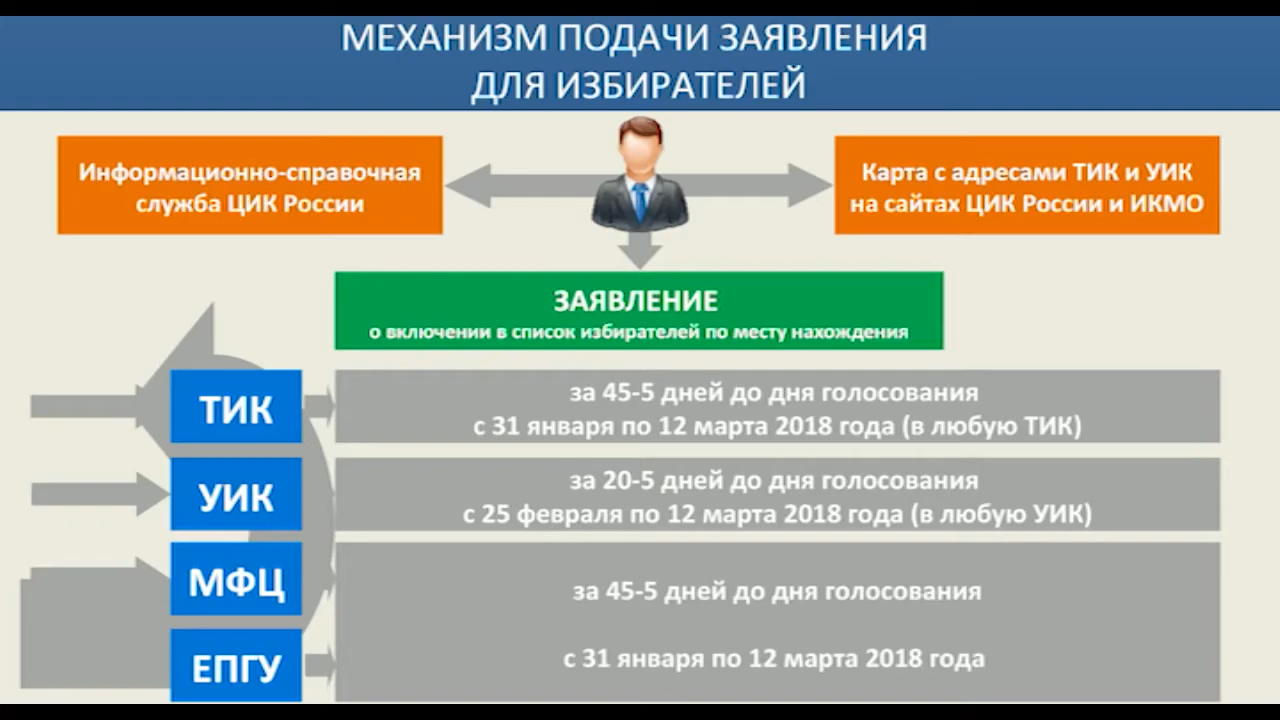 МЕХАНИЗМ ПОДАЧИ ЗАЯВЛЕНИЯ
ДЛЯ ИЗБИРАТЕЛЕЙ
Информационно-справочная
служба ЦИК России
Карта с адресами ТИК и УИК
на сайтах ЦИК России и ИКМО
ЗАЯВЛЕНИЕ
о включении в список избирателей по месту нахождения
ТИК
за 45-5 дней до дня голосования
с 31 января по 12 марта 2018 года (в любую ТИК)
УИК
за 20-5 дней до дня голосования
с 25 февраля по 12 марта 2018 года (в любую УИК)
МФЦ
ЕПГУ
за 45-5 дней до дня голосования
с 31 января по 12 марта 2018 года